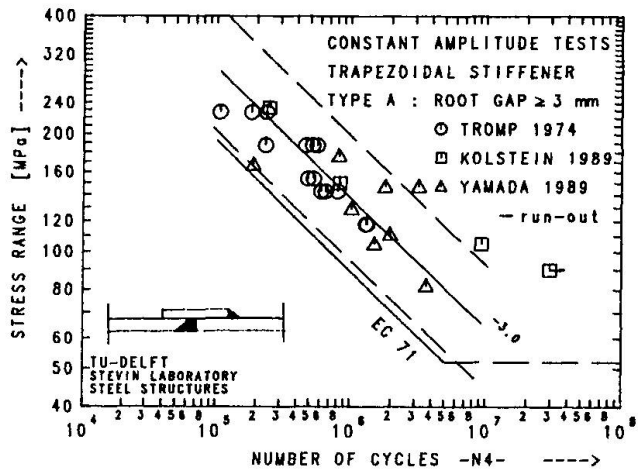 400
240
200
160
120
100
80
60
50
40
STRESS RANGE [MPa] ---->
CONSTANT AMPLITUDE TESTS
TRAPEZOIDAL STIFFENER
TYPE A : ROOT GAP ≥ 3 mm
TROMP 1974
KOLSTEIN 1989
YAMADA 1989
run-out
-3.0
EC 71
TU-DELFT
STEVIN LABORATORY
STEEL STRUCTURES
10⁴ 2 3 4 5 6 8 10⁵ 2 3 4 5 6 8 10⁶ 2 3 4 5 6 8 10⁷ 2 3 4 5 6 8 10⁸
NUMBER OF CYCLES -N4- ---->